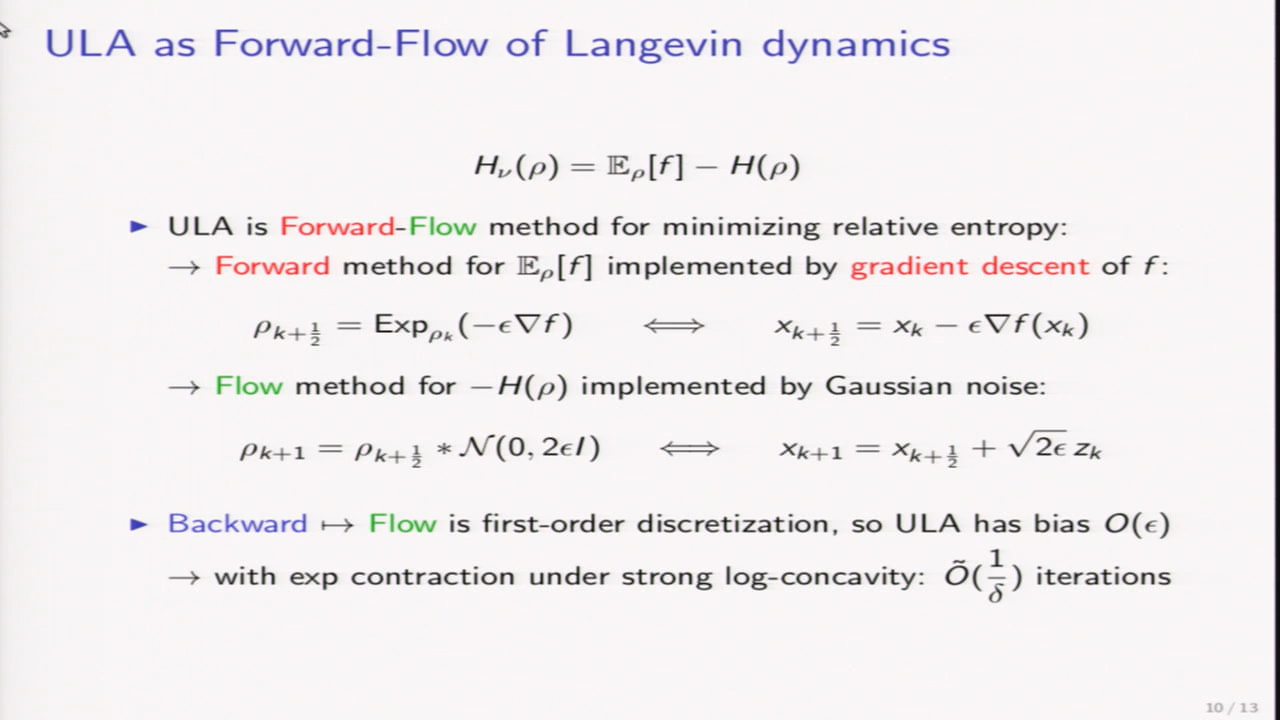 ULA as Forward-Flow of Langevin dynamics
H_ν(ρ) = 𝔼_ρ[f] − H(ρ)
► ULA is Forward-Flow method for minimizing relative entropy:
→ Forward method for 𝔼_ρ[f] implemented by gradient descent of f:
ρ_{k+1/2} = Exp_{ρ_k}(−ϵ∇f) ⟺ x_{k+1/2} = x_k − ϵ∇f(x_k)
→ Flow method for −H(ρ) implemented by Gaussian noise:
ρ_{k+1} = ρ_{k+1/2} ∗ 𝒩(0, 2ϵI) ⟺ x_{k+1} = x_{k+1/2} + √2ϵ z_k
► Backward ↦ Flow is first-order discretization, so ULA has bias O(ϵ)
→ with exp contraction under strong log-concavity: Õ(1/δ) iterations
10 / 13